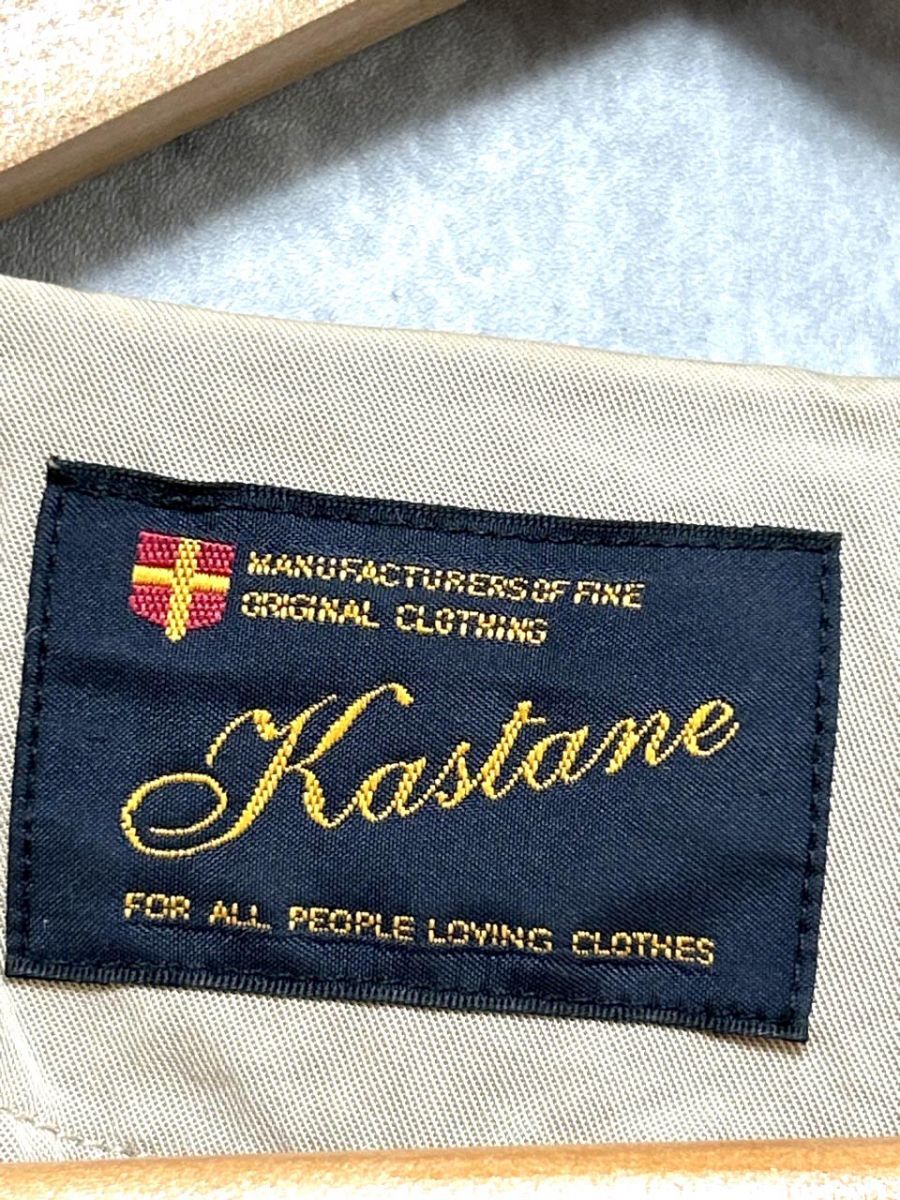 MANUFACTURERS OF FINE
ORIGINAL CLOTHING
Kastane
FOR ALL PEOPLE LOVING CLOTHES